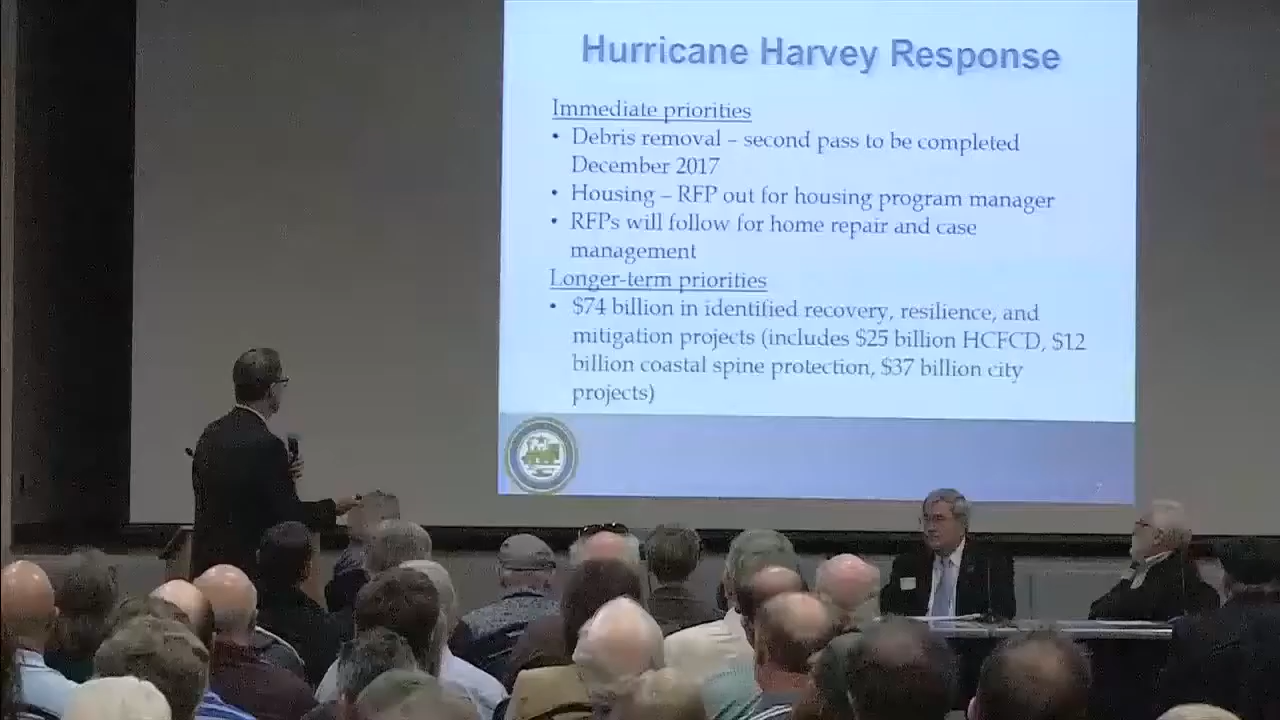 Hurricane Harvey Response
Immediate priorities
• Debris removal – second pass to be completed
December 2017
• Housing – RFP out for housing program manager
• RFPs will follow for home repair and case
management
Longer-term priorities
• $74 billion in identified recovery, resilience, and
mitigation projects (includes $25 billion HCFCD, $12
billion coastal spine protection, $37 billion city
projects)